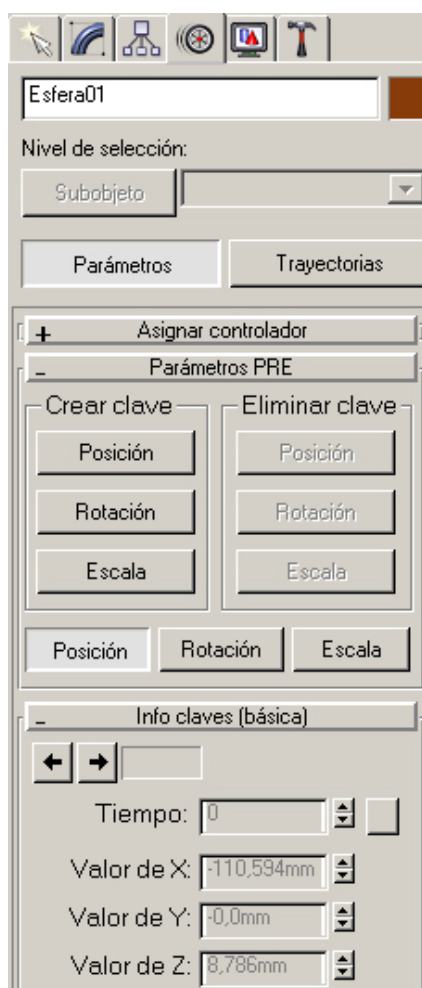 Esfera01
Nivel de selección:
Subobjeto
Parámetros Trayectorias
+ Asignar controlador
- Parámetros PRE
Crear clave Eliminar clave
Posición Posición
Rotación Rotación
Escala Escala
Posición Rotación Escala
- Info claves (básica)
Tiempo: 0
Valor de X: -110,594mm
Valor de Y: -0,0mm
Valor de Z: 8,786mm